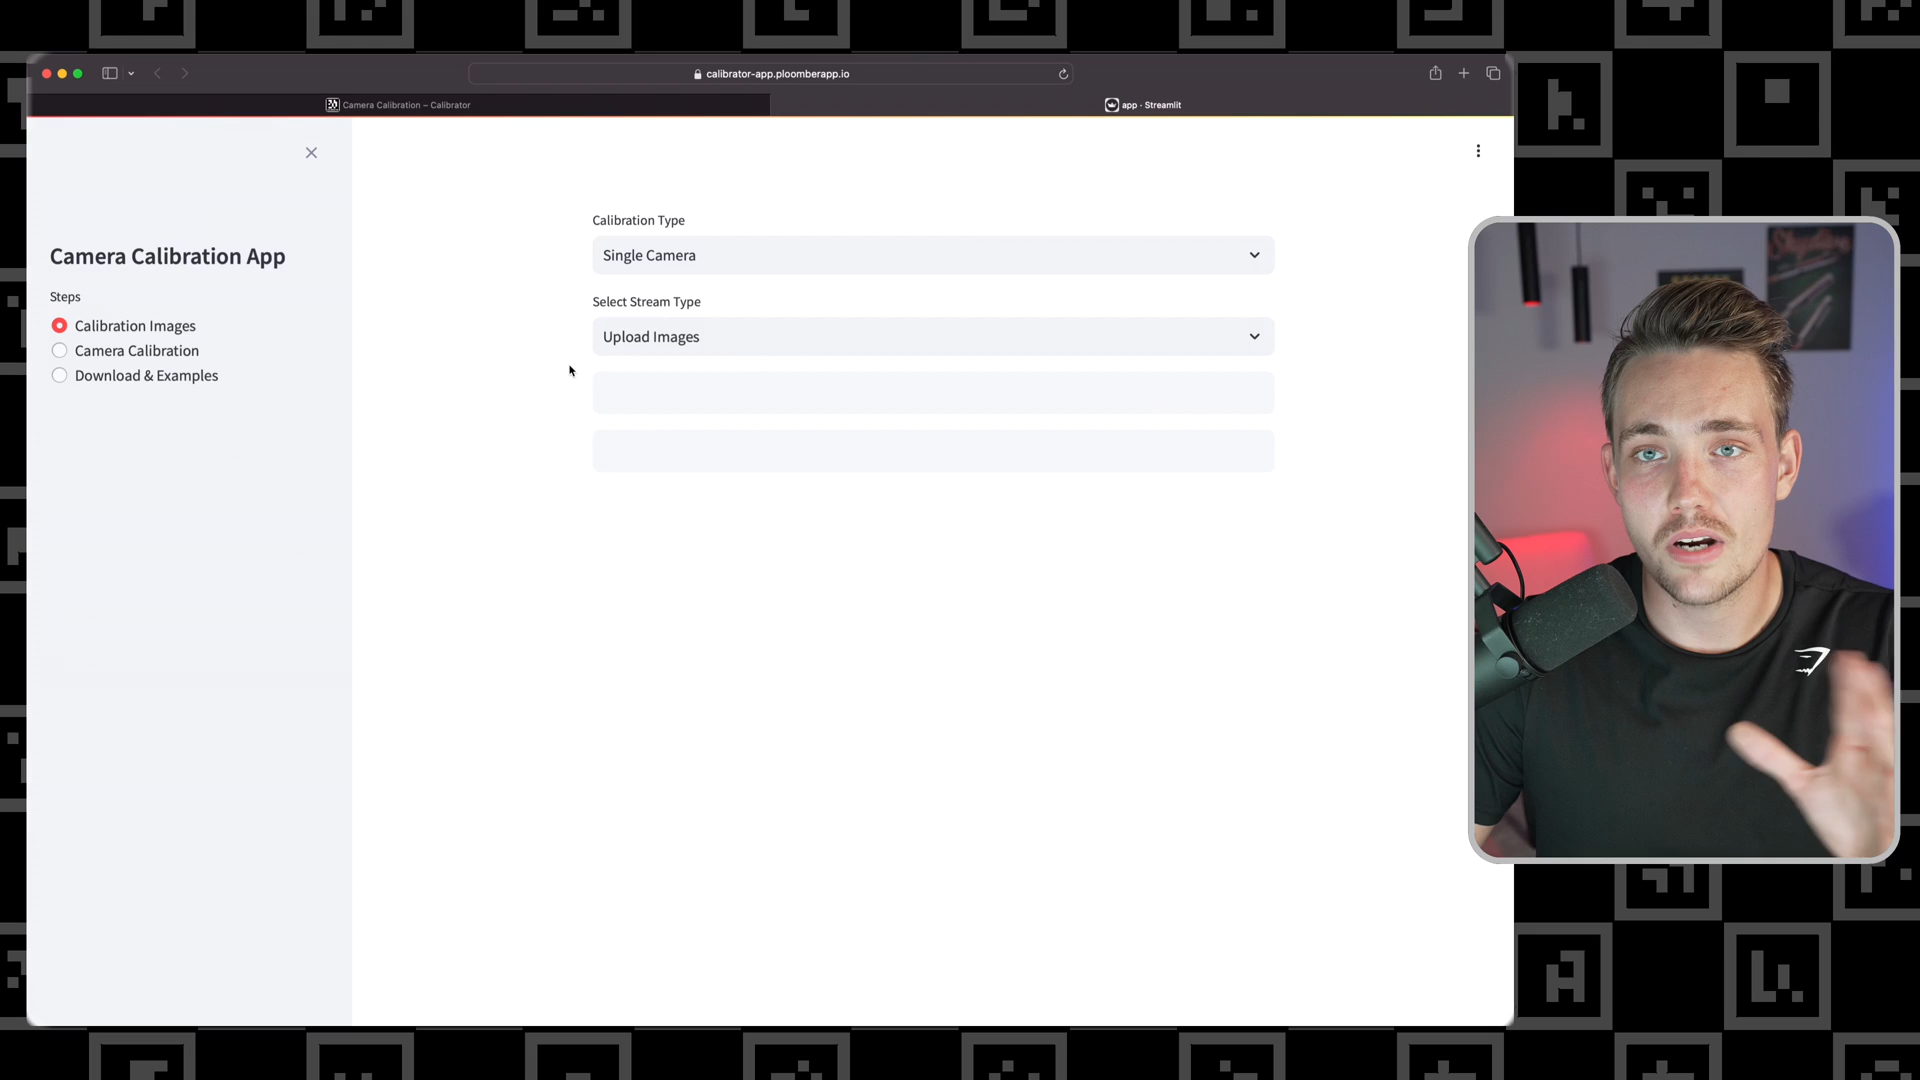 calibrator-app.ploomberapp.io
Camera Calibration – Calibrator
app · Streamlit
Camera Calibration App
Steps
Calibration Images
Camera Calibration
Download & Examples
Calibration Type
Single Camera
Select Stream Type
Upload Images